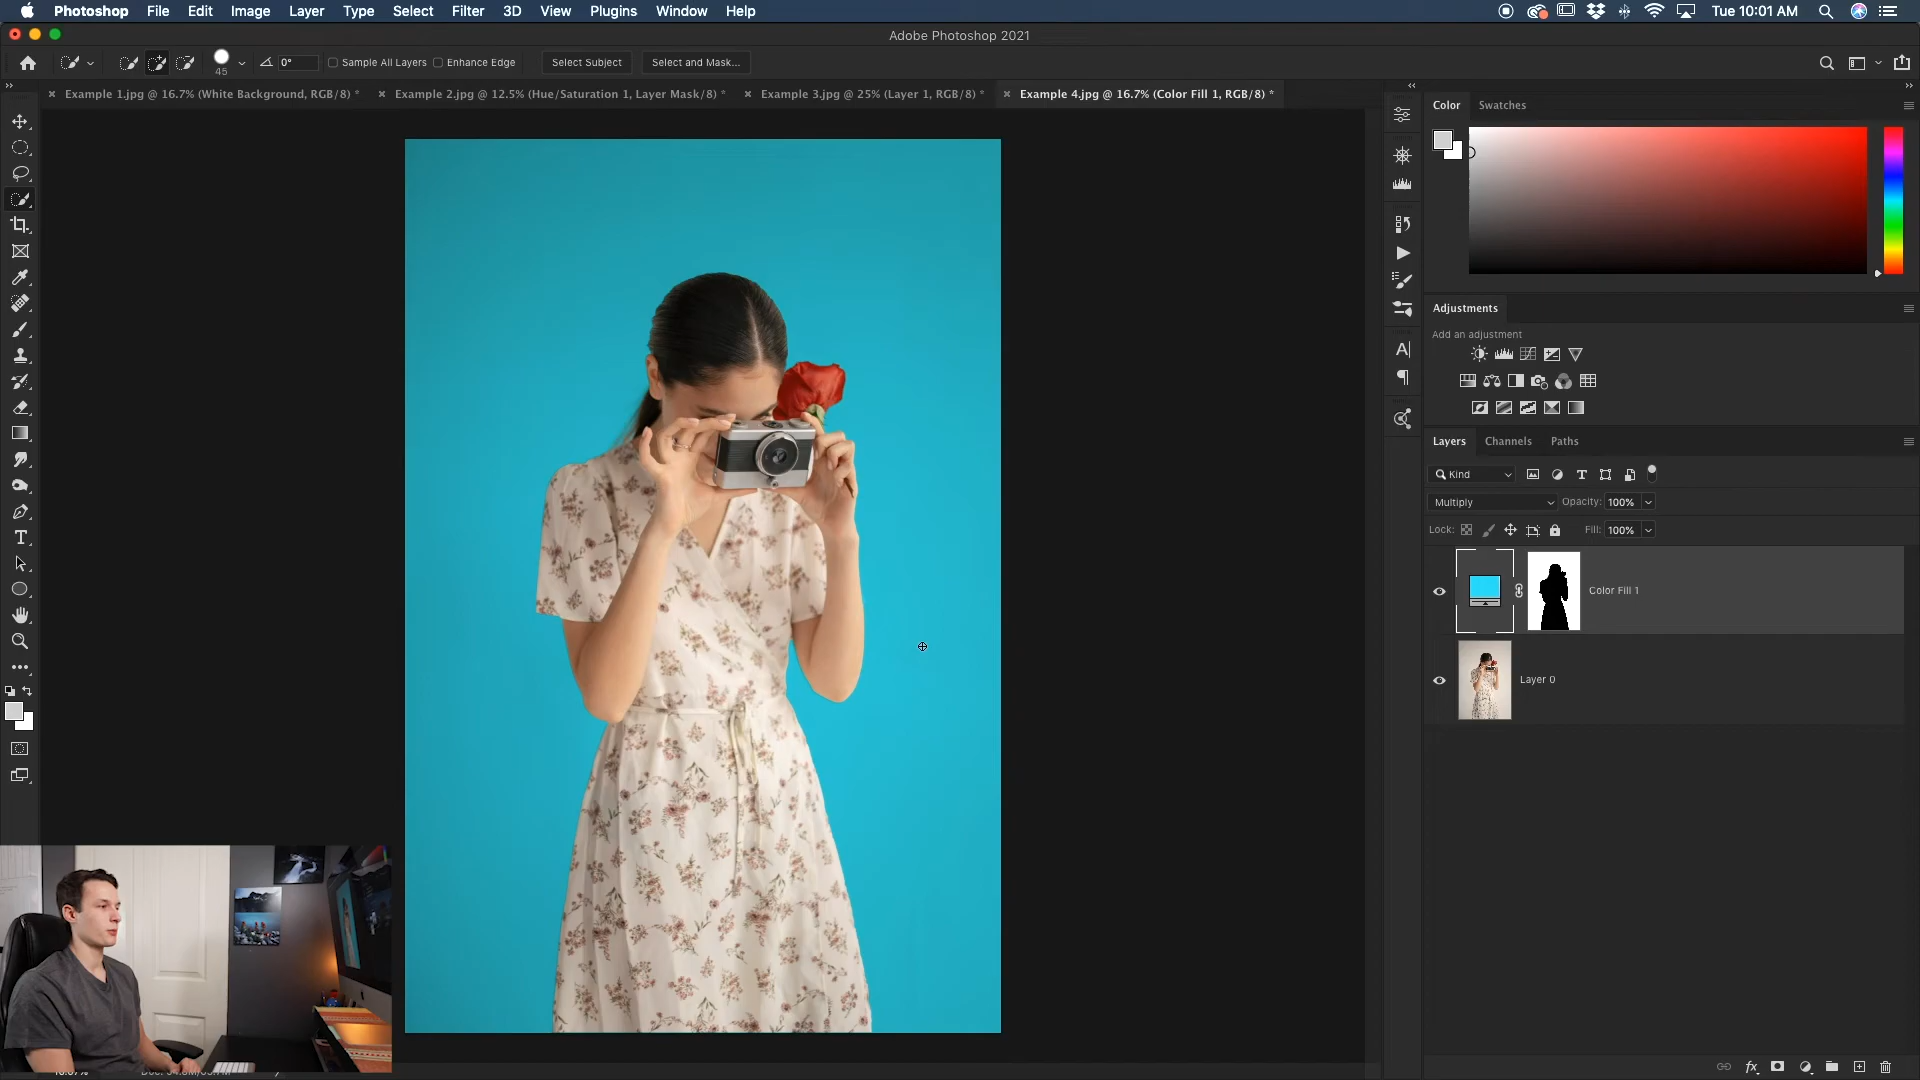 Photoshop File Edit Image Layer Type Select Filter 3D View Plugins Window Help Tue 10:01 AM
Adobe Photoshop 2021
45 0° Sample All Layers Enhance Edge Select Subject Select and Mask...
Example 1.jpg @ 16.7% (White Background, RGB/8) * Example 2.jpg @ 12.5% (Hue/Saturation 1, Layer Mask/8) * Example 3.jpg @ 25% (Layer 1, RGB/8) * Example 4.jpg @ 16.7% (Color Fill 1, RGB/8) *
Color Swatches
Adjustments
Add an adjustment
Layers Channels Paths
Kind
Multiply Opacity: 100%
Lock: Fill: 100%
Color Fill 1
Layer 0